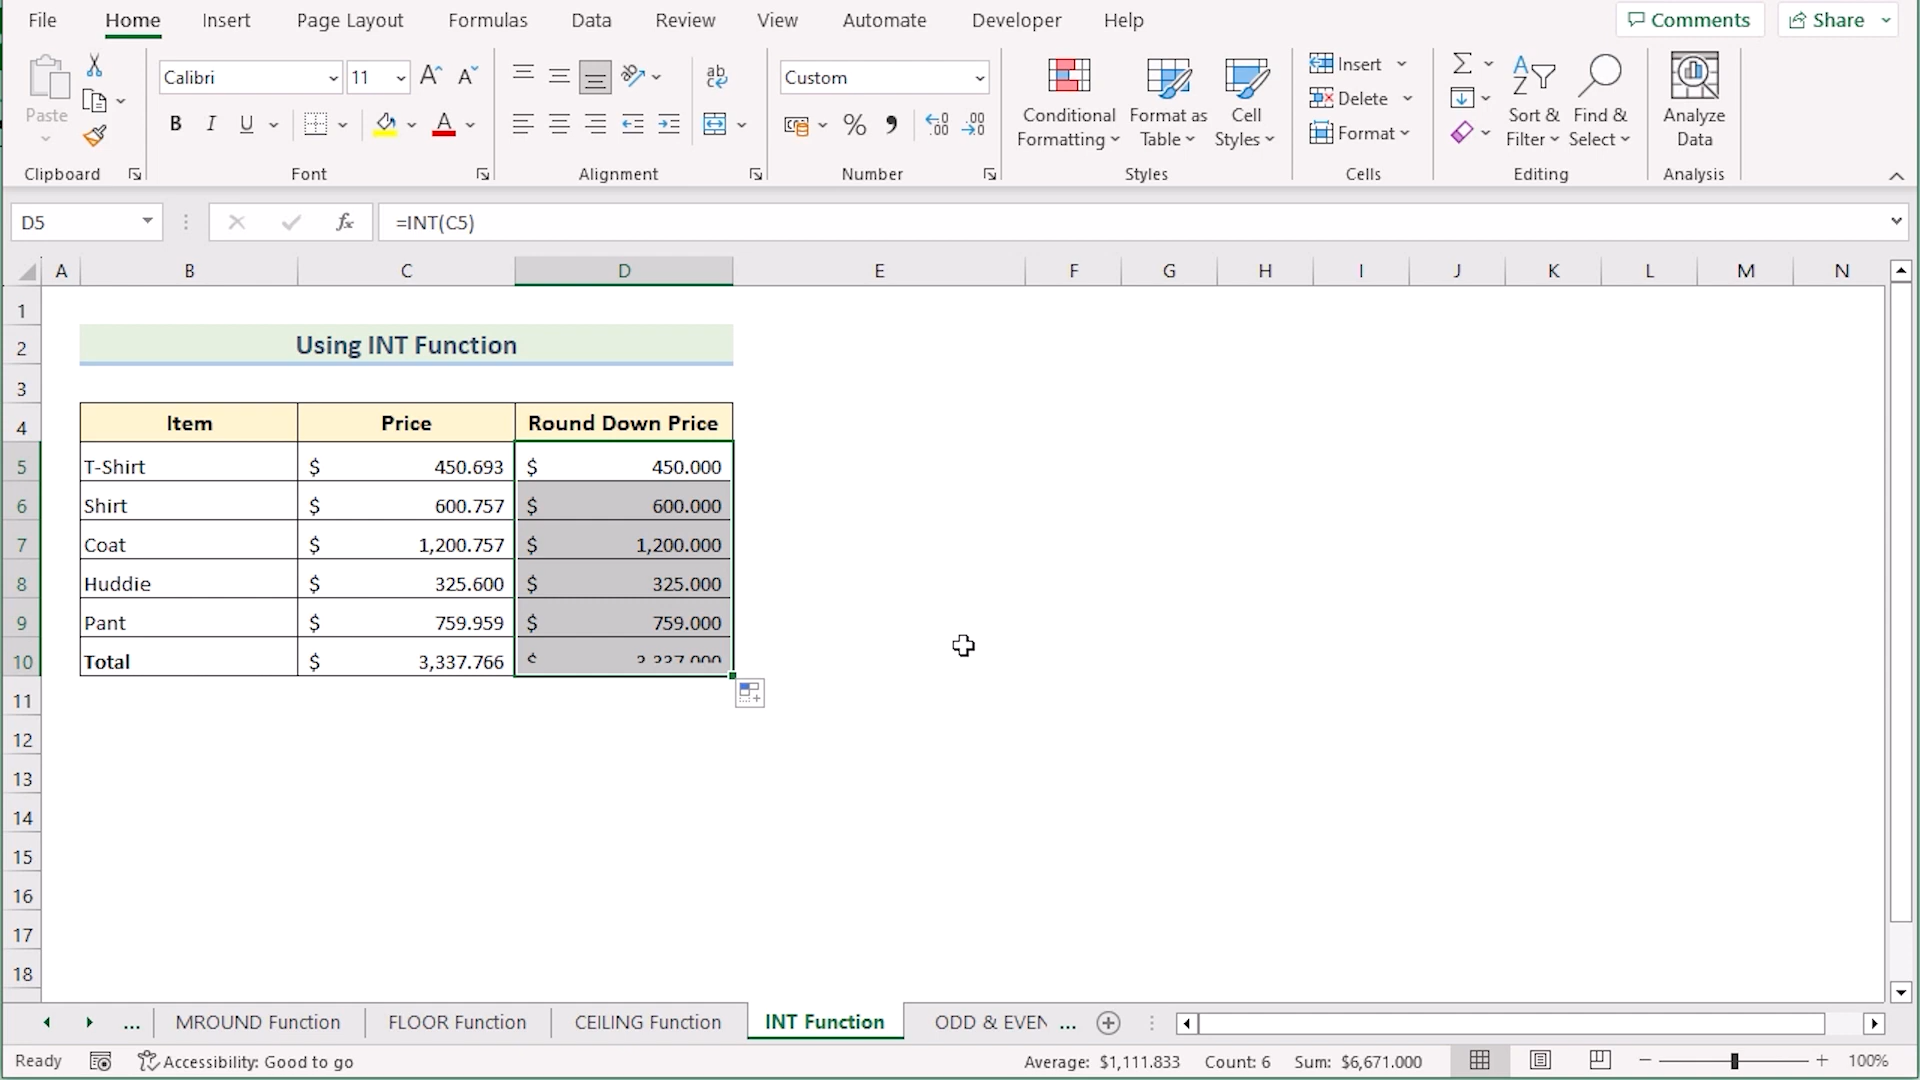 File Home Insert Page Layout Formulas Data Review View Automate Developer Help Comments Share
Calibri 11 Custom
Paste
B I U
Conditional Formatting
Format as Table
Cell Styles
Insert
Delete
Format
Sort & Filter
Find & Select
Analyze Data
Clipboard Font Alignment Number Styles Cells Editing Analysis
D5 fx =INT(C5)
A B C D E F G H I J K L M N
1
2 Using INT Function
3
4 Item Price Round Down Price
5 T-Shirt $ 450.693 $ 450.000
6 Shirt $ 600.757 $ 600.000
7 Coat $ 1,200.757 $ 1,200.000
8 Huddie $ 325.600 $ 325.000
9 Pant $ 759.959 $ 759.000
10 Total $ 3,337.766 $ 3,337.000
11
12
13
14
15
16
17
18
... MROUND Function FLOOR Function CEILING Function INT Function ODD & EVEN ...
Ready Accessibility: Good to go Average: $1,111.833 Count: 6 Sum: $6,671.000 100%